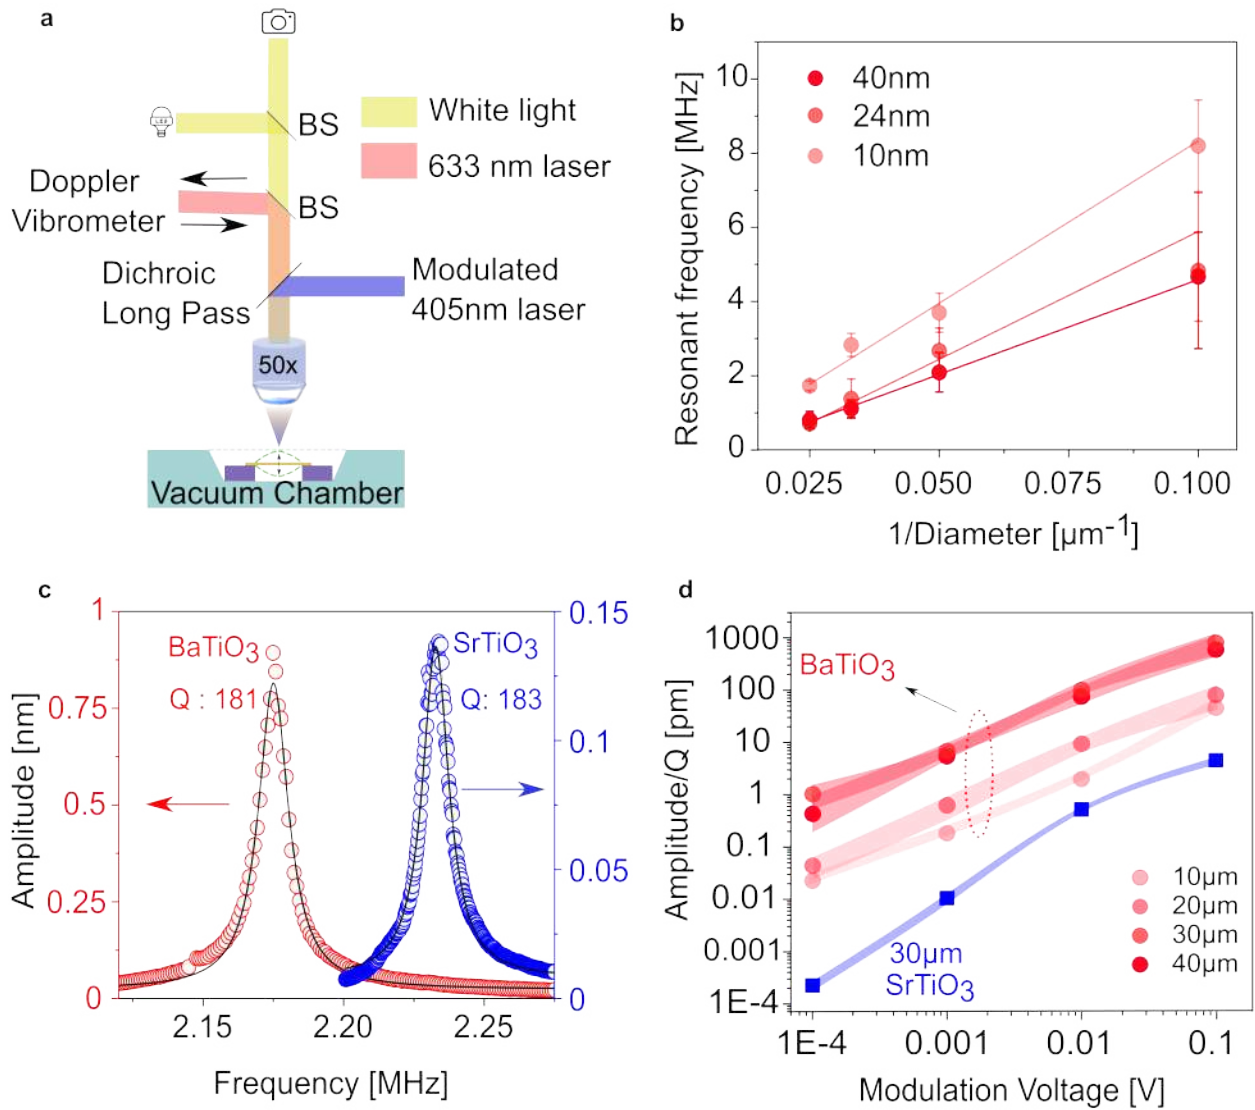 a
BS
White light
633 nm laser
Doppler
Vibrometer
BS
Dichroic
Long Pass
Modulated
405nm laser
50x
Vacuum Chamber
b
Resonant frequency [MHz]
10
8
6
4
2
0
40nm
24nm
10nm
0.025
0.050
0.075
0.100
1/Diameter [µm-1]
c
Amplitude [nm]
1
0.75
0.5
0.25
0
BaTiO3
Q : 181
SrTiO3
Q: 183
0.15
0.1
0.05
0
2.15
2.20
2.25
Frequency [MHz]
d
Amplitude/Q [pm]
1000
100
10
1
0.1
0.01
0.001
1E-4
BaTiO3
30µm
SrTiO3
10µm
20µm
30µm
40µm
1E-4
0.001
0.01
0.1
Modulation Voltage [V]